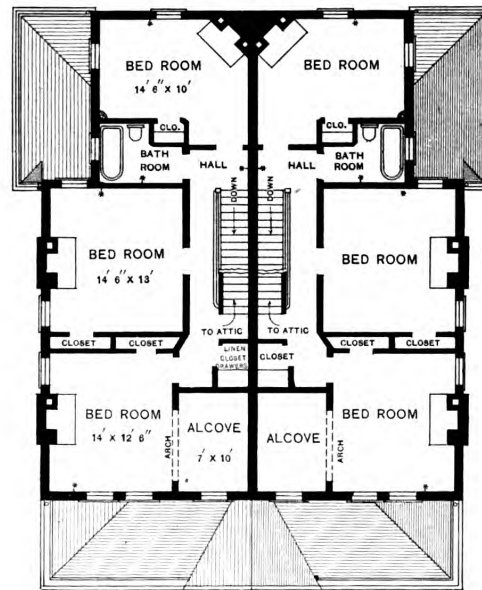 BED ROOM
14' 6" X 10'
BED ROOM
CLO.
CLO.
BATH
ROOM
HALL
HALL
BATH
ROOM
DOWN
DOWN
BED ROOM
14' 6" X 13'
BED ROOM
TO ATTIC
TO ATTIC
CLOSET
CLOSET
LINEN
CLOSET
DRAWERS
CLOSET
CLOSET
CLOSET
BED ROOM
14' X 12' 6"
ARCH
ALCOVE
7' X 10'
ALCOVE
ARCH
BED ROOM